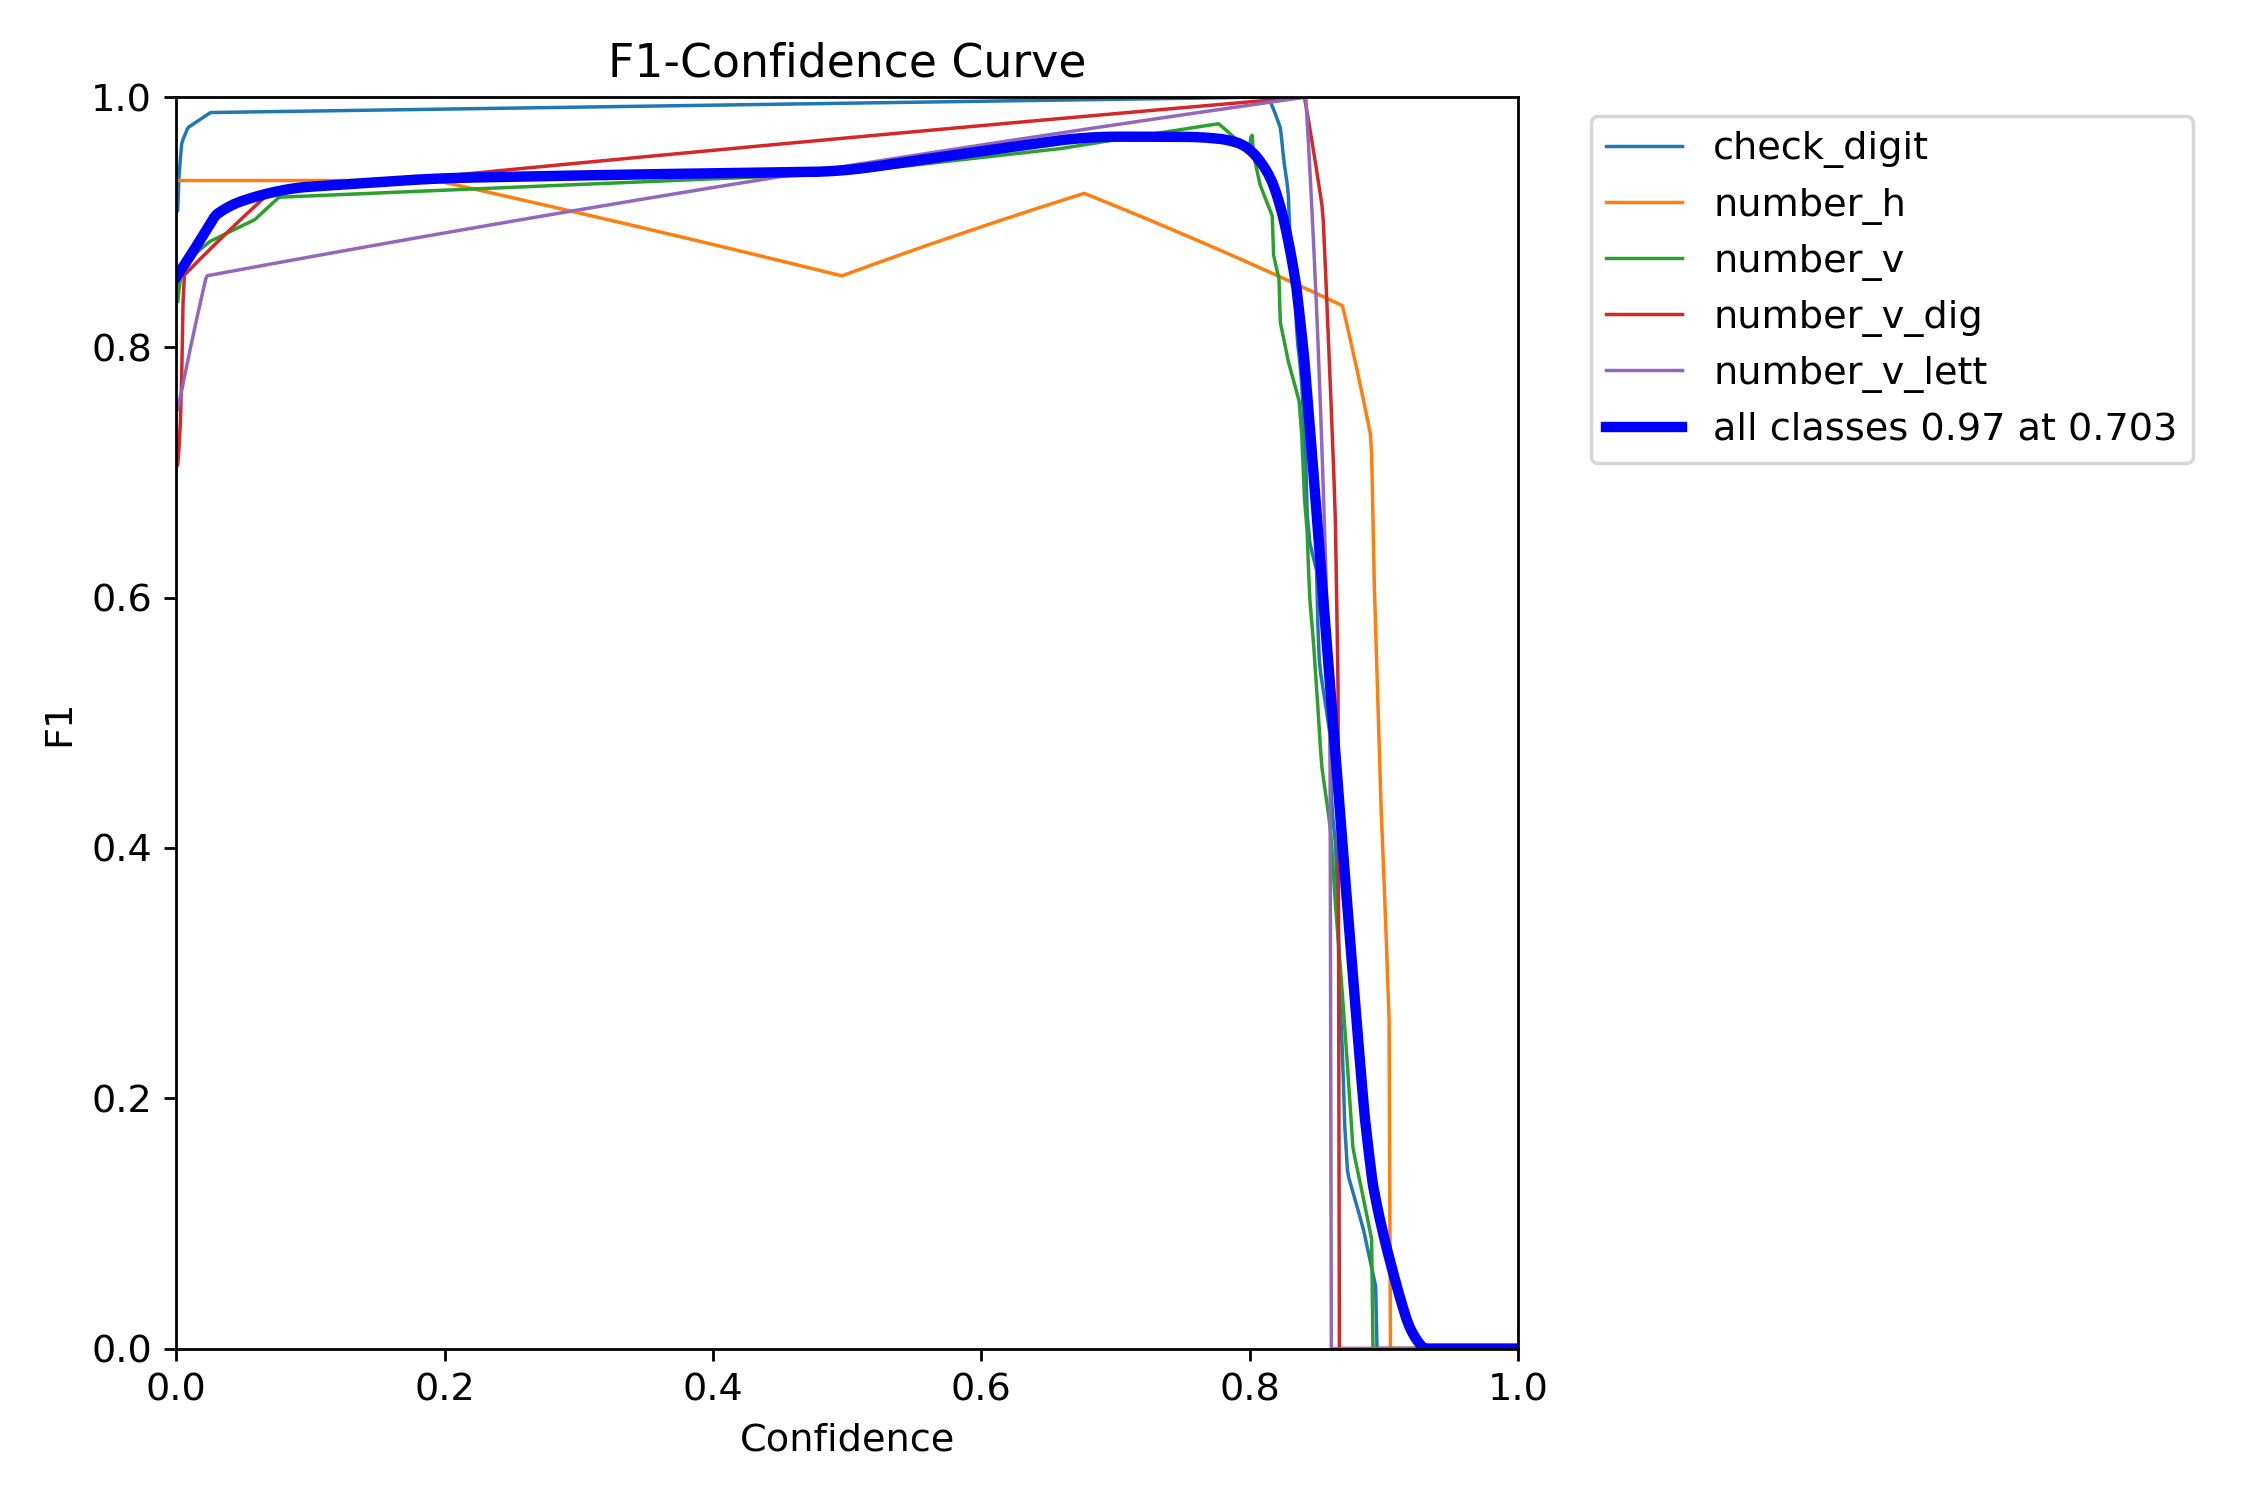 F1-Confidence Curve
1.0
0.8
0.6
0.4
0.2
0.0
F1
0.0 0.2 0.4 0.6 0.8 1.0
Confidence
check_digit
number_h
number_v
number_v_dig
number_v_lett
all classes 0.97 at 0.703